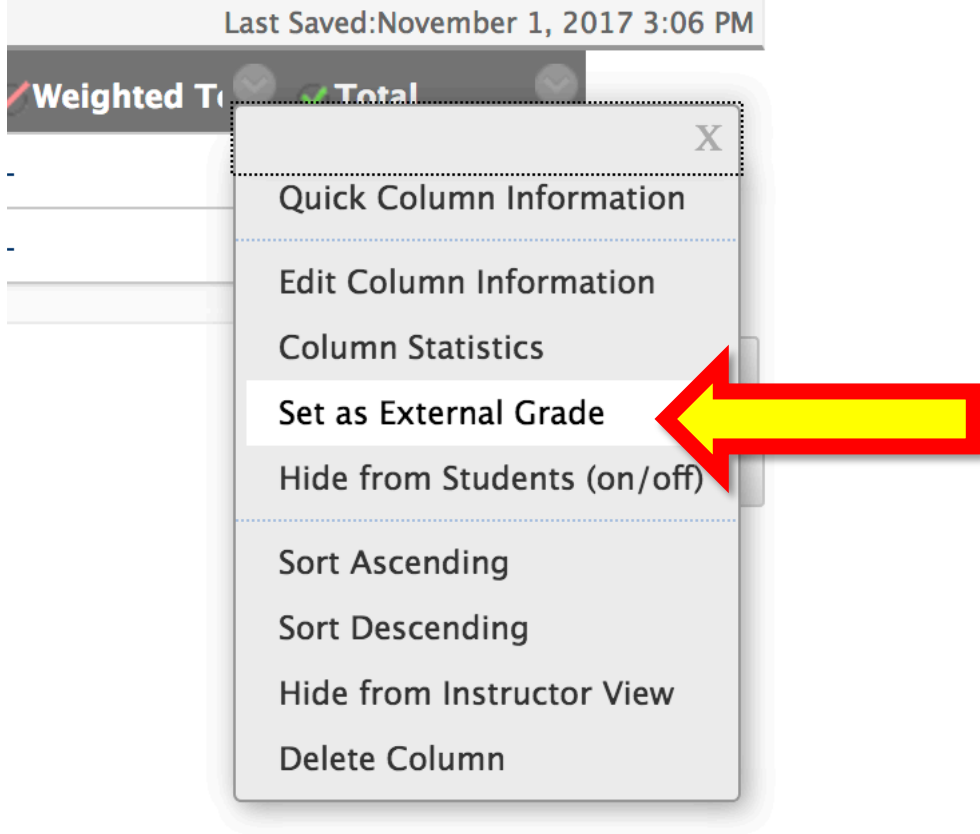 Last Saved:November 1, 2017 3:06 PM
Weighted Total
X
Quick Column Information
Edit Column Information
Column Statistics
Set as External Grade
Hide from Students (on/off)
Sort Ascending
Sort Descending
Hide from Instructor View
Delete Column